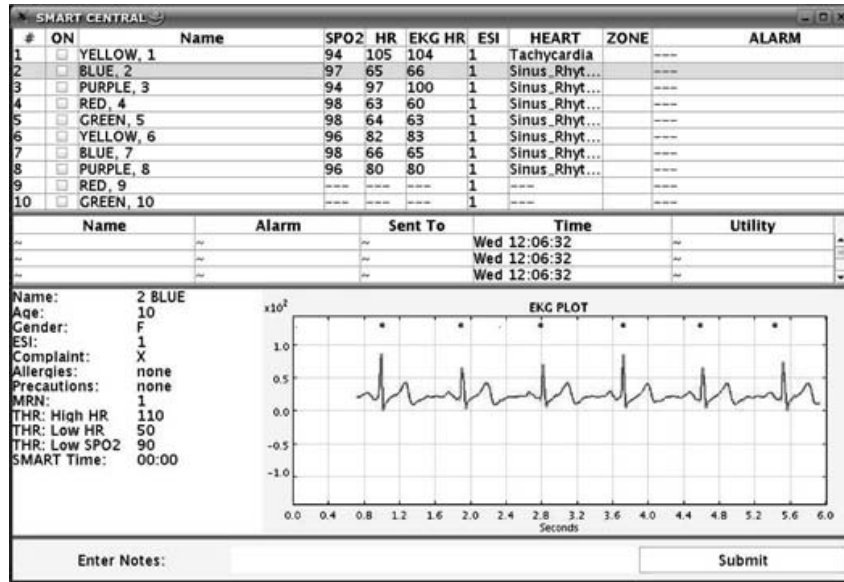 SMART CENTRAL
# ON Name SPO2 HR EKG HR ESI HEART ZONE ALARM
1 YELLOW, 1 94 105 104 1 Tachycardia ---
2 BLUE, 2 97 65 66 1 Sinus_Rhyt... ---
3 PURPLE, 3 94 97 100 1 Sinus_Rhyt... ---
4 RED, 4 98 63 60 1 Sinus_Rhyt... ---
5 GREEN, 5 98 64 63 1 Sinus_Rhyt... ---
6 YELLOW, 6 96 82 83 1 Sinus_Rhyt... ---
7 BLUE, 7 98 66 65 1 Sinus_Rhyt... ---
8 PURPLE, 8 96 80 80 1 Sinus_Rhyt... ---
9 RED, 9 --- --- --- 1 --- ---
10 GREEN, 10 --- --- --- 1 --- ---
Name Alarm Sent To Time Utility
~ ~ ~ Wed 12:06:32 ~
~ ~ ~ Wed 12:06:32 ~
~ ~ ~ Wed 12:06:32 ~
Name: 2 BLUE
Age: 10
Gender: F
ESI: 1
Complaint: X
Allergies: none
Precautions: none
MRN: 1
THR: High HR 110
THR: Low HR 50
THR: Low SPO2 90
SMART Time: 00:00
EKG PLOT
x10²
1.0
0.5
0.0
-0.5
-1.0
0.0 0.4 0.8 1.2 1.6 2.0 2.4 2.8 3.2 3.6 4.0 4.4 4.8 5.2 5.6 6.0
Seconds
Enter Notes: Submit